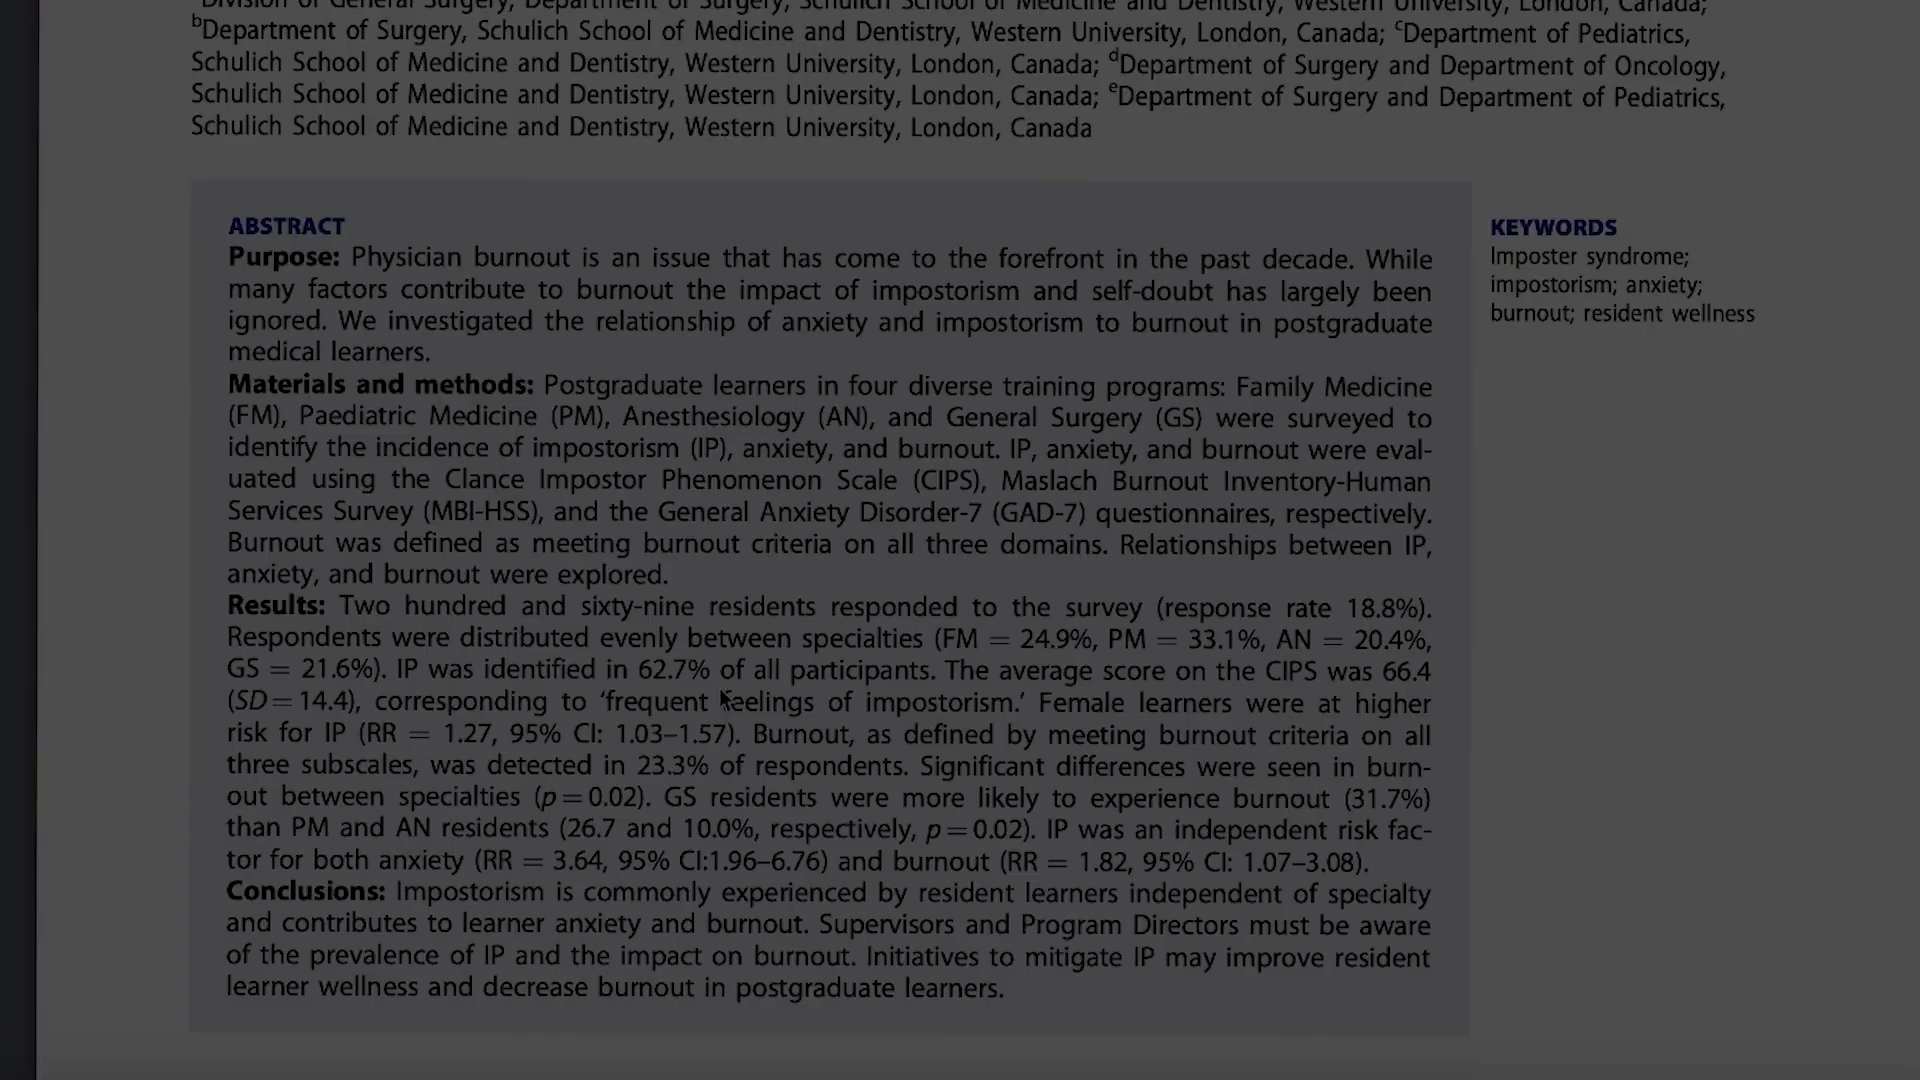 Division of General Surgery, Department of Surgery, Schulich School of Medicine and Dentistry, Western University, London, Canada;
bDepartment of Surgery, Schulich School of Medicine and Dentistry, Western University, London, Canada; cDepartment of Pediatrics,
Schulich School of Medicine and Dentistry, Western University, London, Canada; dDepartment of Surgery and Department of Oncology,
Schulich School of Medicine and Dentistry, Western University, London, Canada; eDepartment of Surgery and Department of Pediatrics,
Schulich School of Medicine and Dentistry, Western University, London, Canada
ABSTRACT
Purpose: Physician burnout is an issue that has come to the forefront in the past decade. While
many factors contribute to burnout the impact of impostorism and self-doubt has largely been
ignored. We investigated the relationship of anxiety and impostorism to burnout in postgraduate
medical learners.
Materials and methods: Postgraduate learners in four diverse training programs: Family Medicine
(FM), Paediatric Medicine (PM), Anesthesiology (AN), and General Surgery (GS) were surveyed to
identify the incidence of impostorism (IP), anxiety, and burnout. IP, anxiety, and burnout were eval-
uated using the Clance Impostor Phenomenon Scale (CIPS), Maslach Burnout Inventory-Human
Services Survey (MBI-HSS), and the General Anxiety Disorder-7 (GAD-7) questionnaires, respectively.
Burnout was defined as meeting burnout criteria on all three domains. Relationships between IP,
anxiety, and burnout were explored.
Results: Two hundred and sixty-nine residents responded to the survey (response rate 18.8%).
Respondents were distributed evenly between specialties (FM = 24.9%, PM = 33.1%, AN = 20.4%,
GS = 21.6%). IP was identified in 62.7% of all participants. The average score on the CIPS was 66.4
(SD = 14.4), corresponding to 'frequent feelings of impostorism.' Female learners were at higher
risk for IP (RR = 1.27, 95% CI: 1.03–1.57). Burnout, as defined by meeting burnout criteria on all
three subscales, was detected in 23.3% of respondents. Significant differences were seen in burn-
out between specialties (p = 0.02). GS residents were more likely to experience burnout (31.7%)
than PM and AN residents (26.7 and 10.0%, respectively, p = 0.02). IP was an independent risk fac-
tor for both anxiety (RR = 3.64, 95% CI:1.96–6.76) and burnout (RR = 1.82, 95% CI: 1.07–3.08).
Conclusions: Impostorism is commonly experienced by resident learners independent of specialty
and contributes to learner anxiety and burnout. Supervisors and Program Directors must be aware
of the prevalence of IP and the impact on burnout. Initiatives to mitigate IP may improve resident
learner wellness and decrease burnout in postgraduate learners.
KEYWORDS
Imposter syndrome;
impostorism; anxiety;
burnout; resident wellness